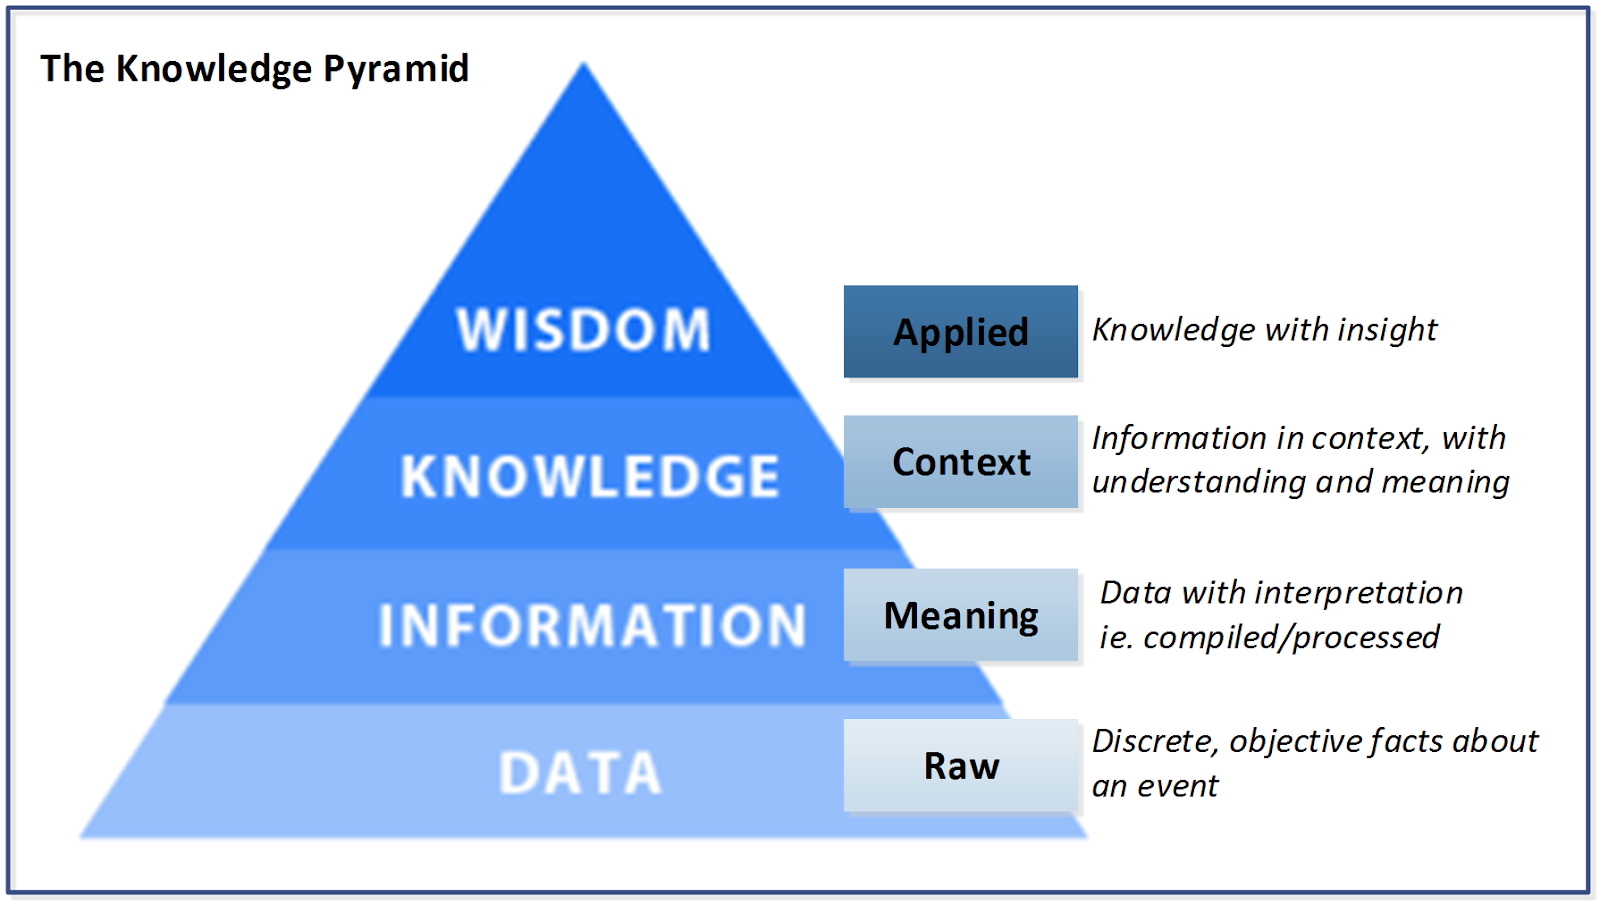 The Knowledge Pyramid
WISDOM
Applied
Knowledge with insight
KNOWLEDGE
Context
Information in context, with
understanding and meaning
INFORMATION
Meaning
Data with interpretation
ie. compiled/processed
DATA
Raw
Discrete, objective facts about
an event